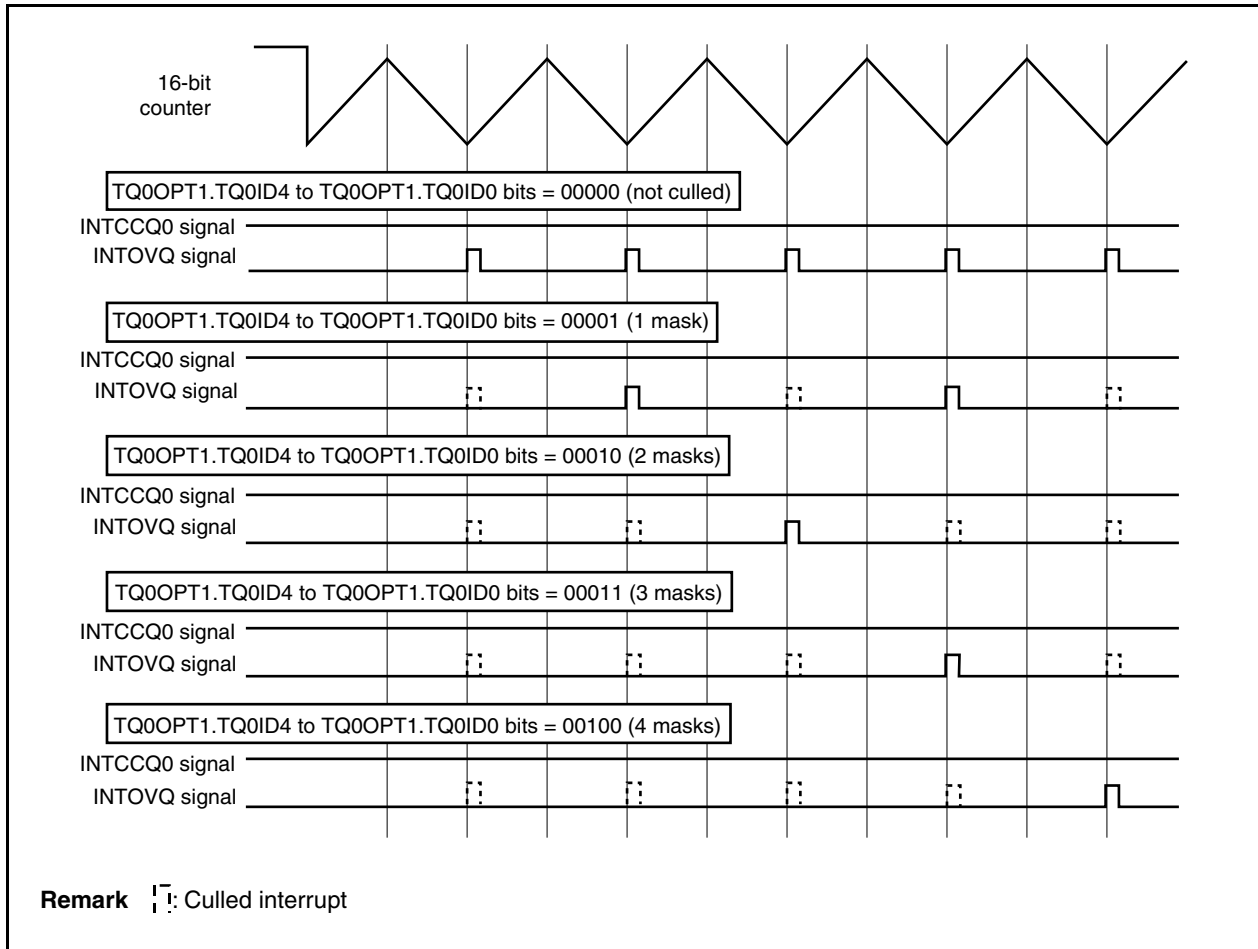 16-bit
counter
TQ0OPT1.TQ0ID4 to TQ0OPT1.TQ0ID0 bits = 00000 (not culled)
INTCCQ0 signal
INTOVQ signal
TQ0OPT1.TQ0ID4 to TQ0OPT1.TQ0ID0 bits = 00001 (1 mask)
INTCCQ0 signal
INTOVQ signal
TQ0OPT1.TQ0ID4 to TQ0OPT1.TQ0ID0 bits = 00010 (2 masks)
INTCCQ0 signal
INTOVQ signal
TQ0OPT1.TQ0ID4 to TQ0OPT1.TQ0ID0 bits = 00011 (3 masks)
INTCCQ0 signal
INTOVQ signal
TQ0OPT1.TQ0ID4 to TQ0OPT1.TQ0ID0 bits = 00100 (4 masks)
INTCCQ0 signal
INTOVQ signal
Remark : Culled interrupt